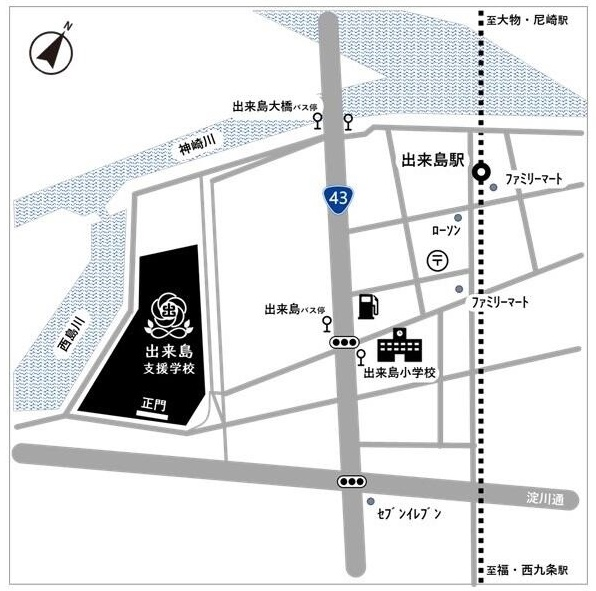 N
至大物・尼崎駅
出来島大橋バス停
神崎川
出来島駅
ファミリーマート
43
ローソン
〒
ファミリーマート
出来島バス停
西島川
出来島
支援学校
出来島小学校
正門
淀川通
セブンイレブン
至福・西九条駅